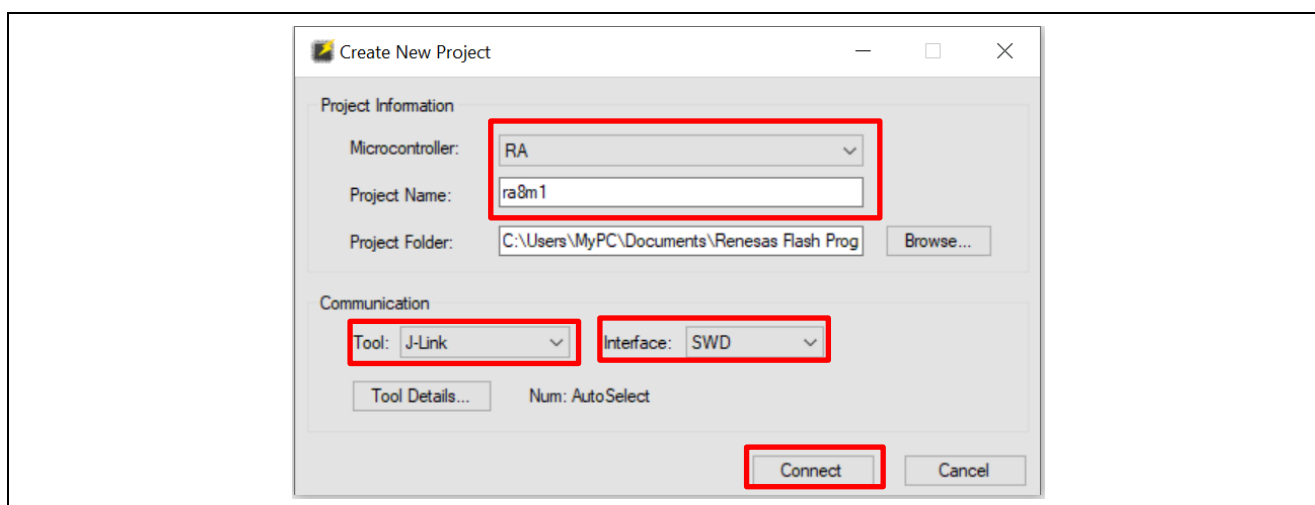 Create New Project
Project Information
Microcontroller: RA
Project Name: ra8m1
Project Folder: C:\Users\MyPC\Documents\Renesas Flash Prog Browse...
Communication
Tool: J-Link Interface: SWD
Tool Details... Num: AutoSelect
Connect Cancel